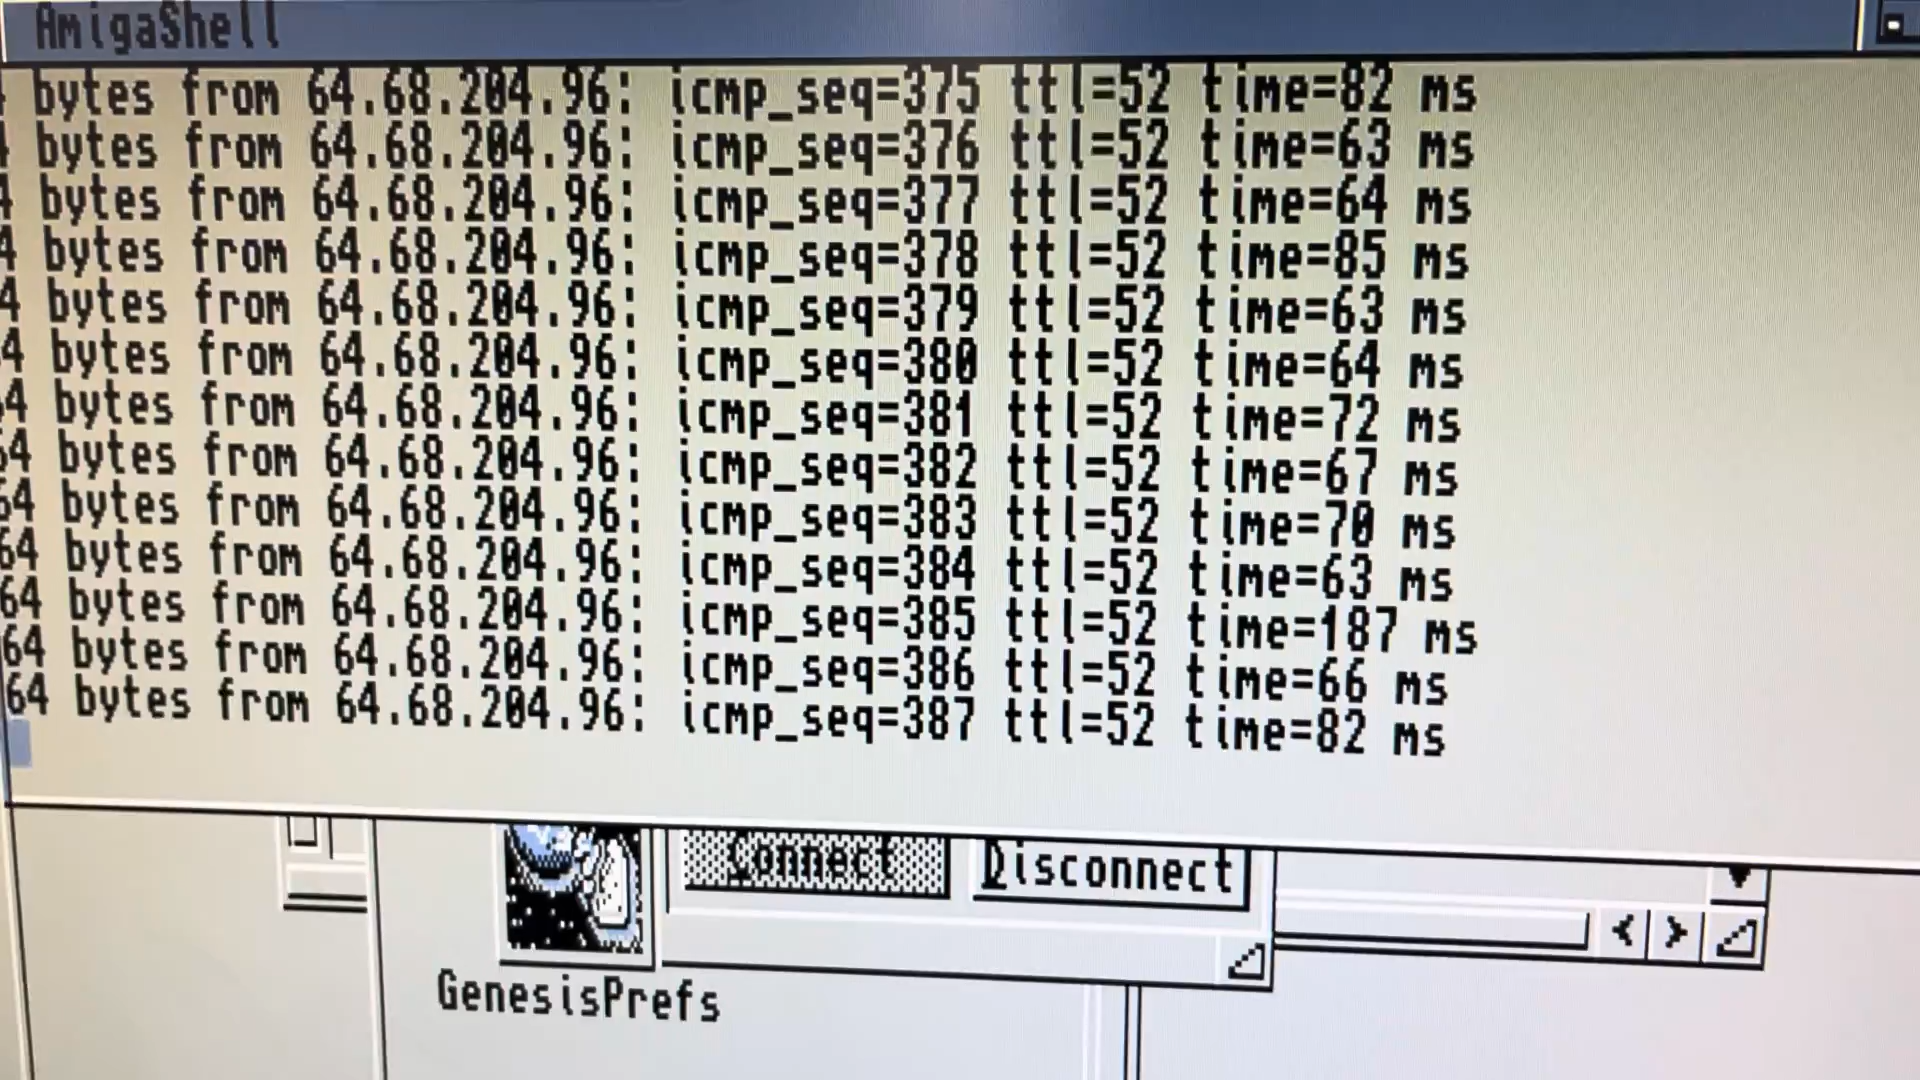 AmigaShell
bytes from 64.68.204.96: icmp_seq=375 ttl=52 time=82 ms
bytes from 64.68.204.96: icmp_seq=376 ttl=52 time=63 ms
4 bytes from 64.68.204.96: icmp_seq=377 ttl=52 time=64 ms
4 bytes from 64.68.204.96: icmp_seq=378 ttl=52 time=85 ms
4 bytes from 64.68.204.96: icmp_seq=379 ttl=52 time=63 ms
4 bytes from 64.68.204.96: icmp_seq=380 ttl=52 time=64 ms
4 bytes from 64.68.204.96: icmp_seq=381 ttl=52 time=72 ms
64 bytes from 64.68.204.96: icmp_seq=382 ttl=52 time=67 ms
64 bytes from 64.68.204.96: icmp_seq=383 ttl=52 time=70 ms
64 bytes from 64.68.204.96: icmp_seq=384 ttl=52 time=63 ms
64 bytes from 64.68.204.96: icmp_seq=385 ttl=52 time=187 ms
64 bytes from 64.68.204.96: icmp_seq=386 ttl=52 time=66 ms
64 bytes from 64.68.204.96: icmp_seq=387 ttl=52 time=82 ms
Connect Disconnect
GenesisPrefs